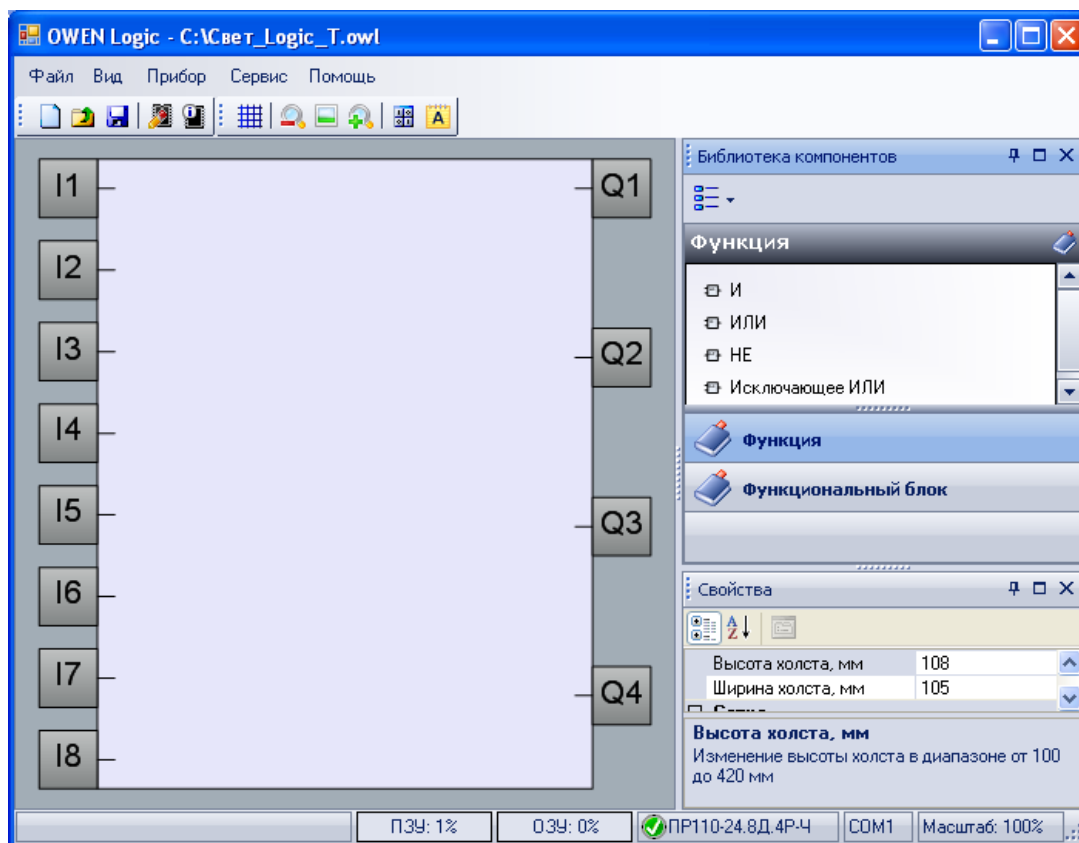 OWEN Logic - C:\Свет_Logic_T.owl
Файл Вид Прибор Сервис Помощь
A
I1
I2
I3
I4
I5
I6
I7
I8
Q1
Q2
Q3
Q4
Библиотека компонентов
Функция
И
ИЛИ
НЕ
Исключающее ИЛИ
Функция
Функциональный блок
Свойства
A
Z
Высота холста, мм 108
Ширина холста, мм 105
Высота холста, мм
Изменение высоты холста в диапазоне от 100
до 420 мм
ПЗУ: 1% ОЗУ: 0% ПР110-24.8Д.4Р-Ч COM1 Масштаб: 100%